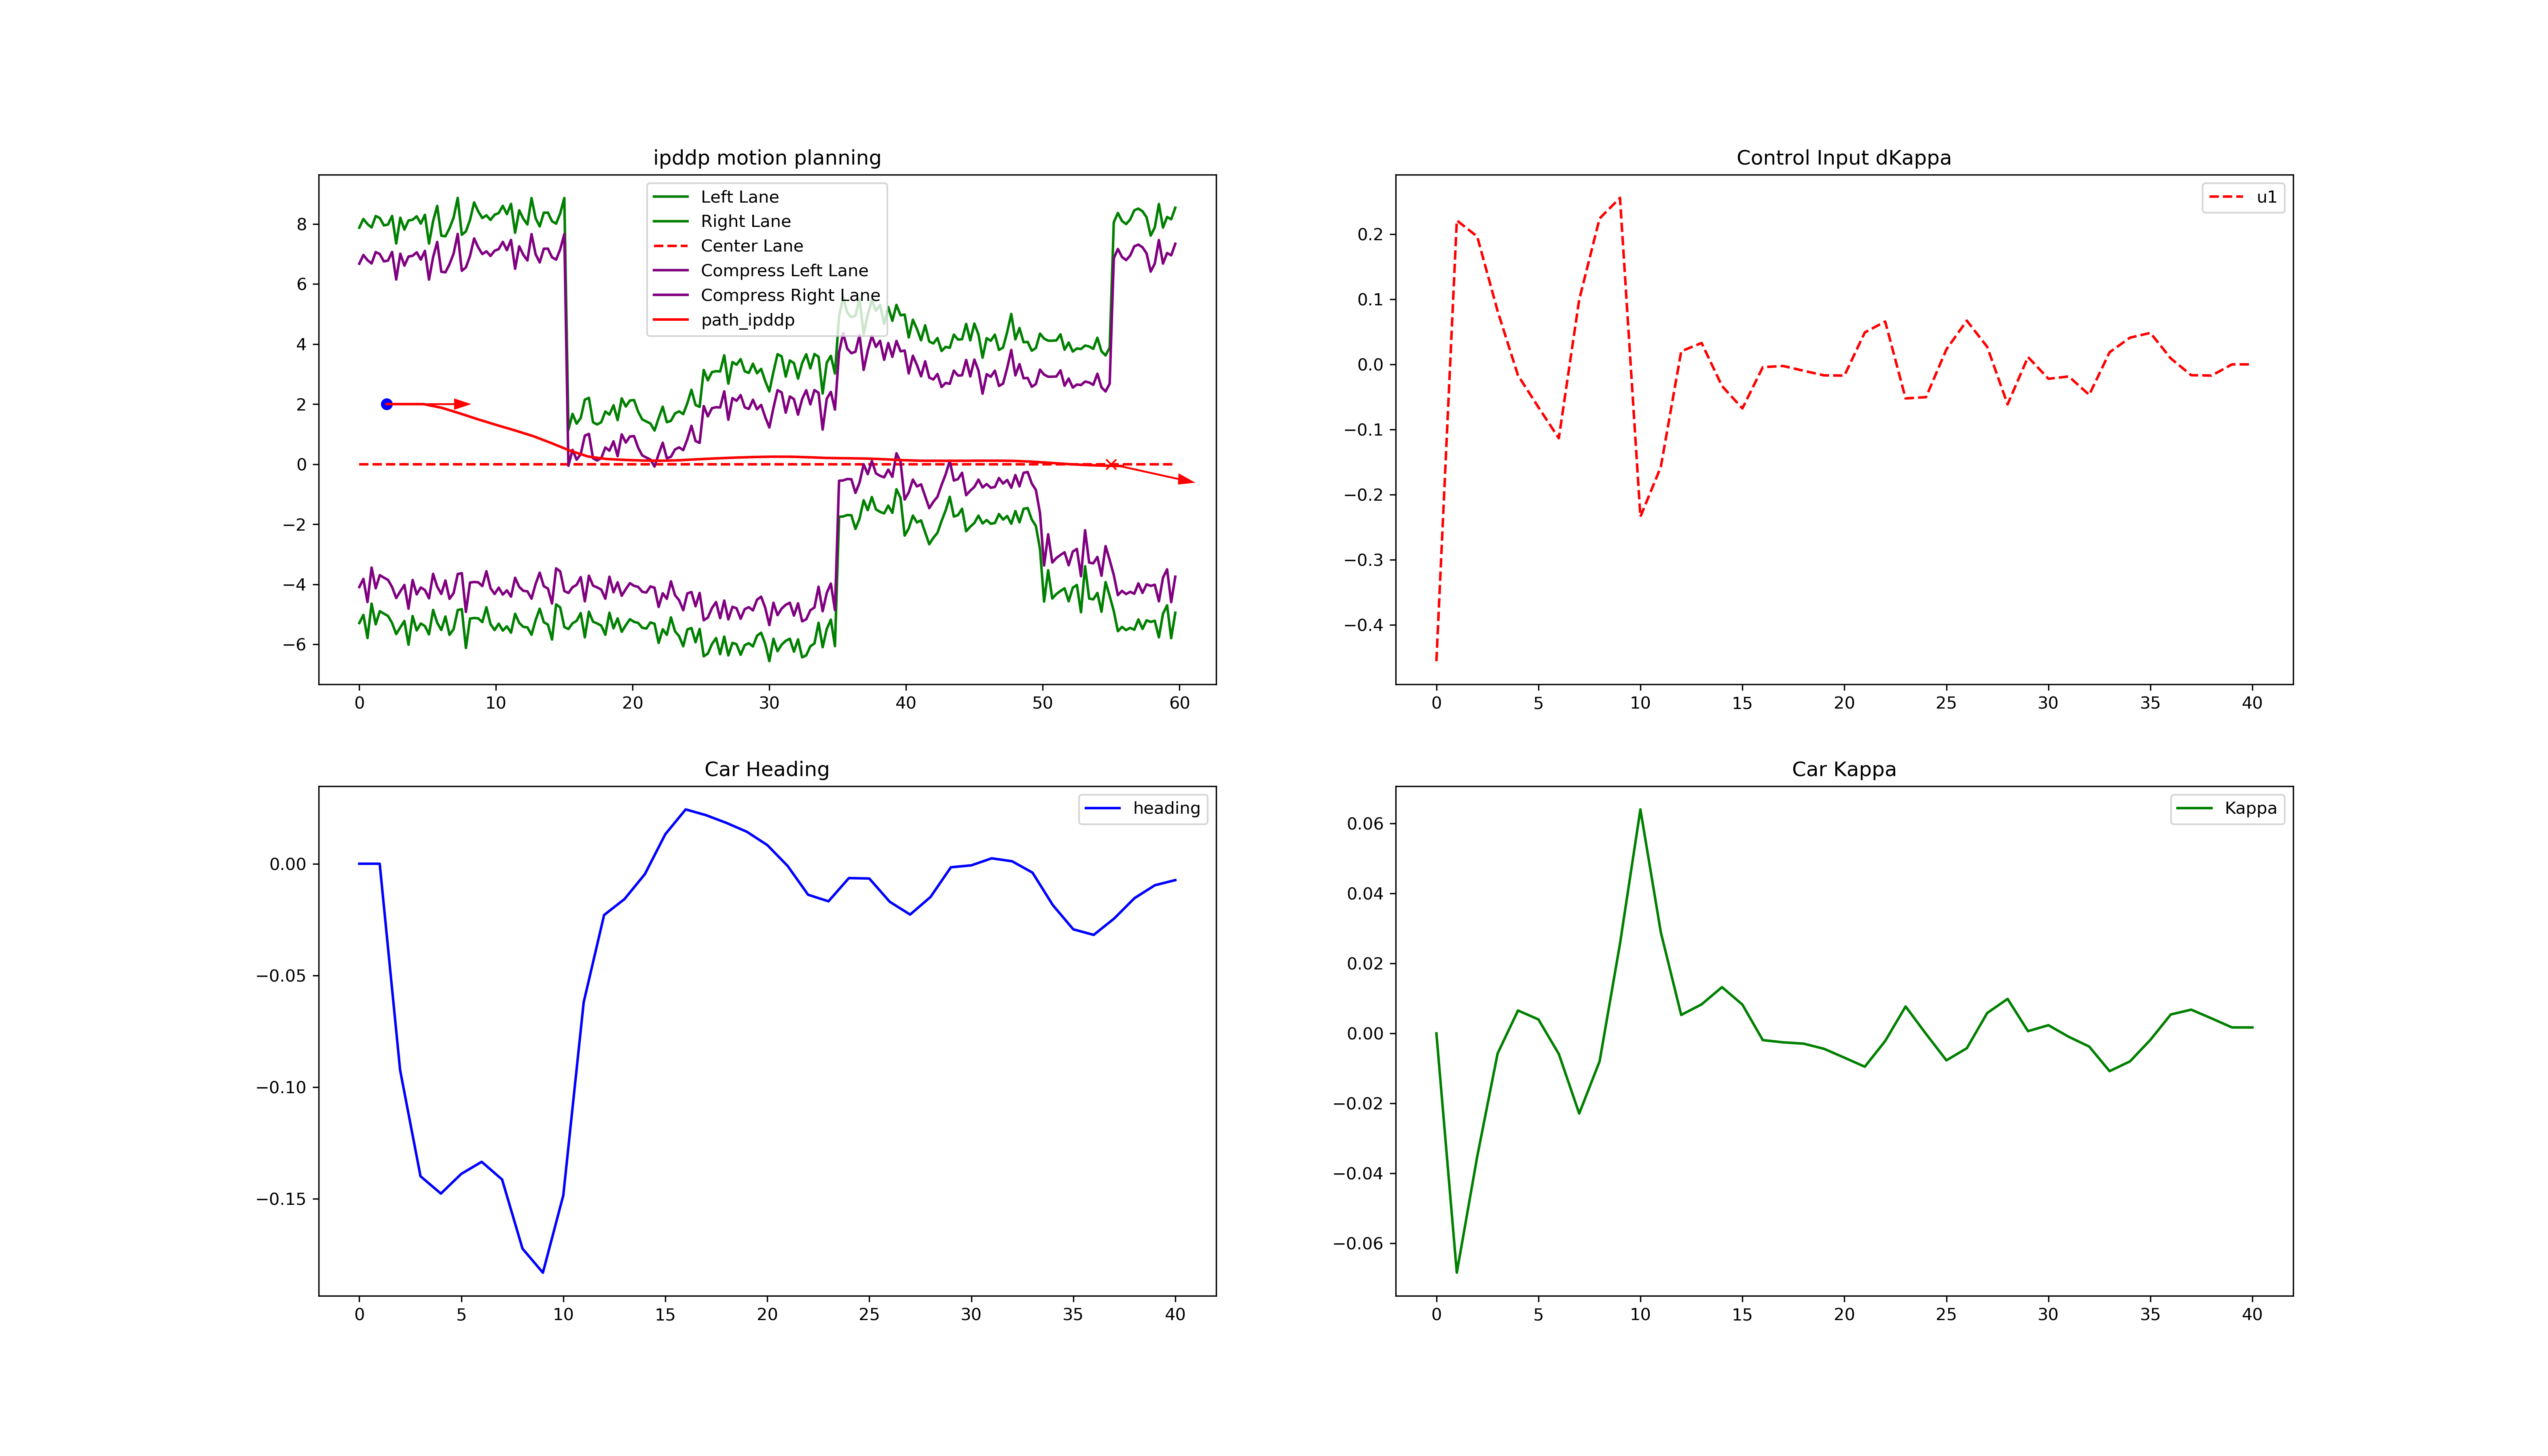 ipddp motion planning
Left Lane
Right Lane
Center Lane
Compress Left Lane
Compress Right Lane
path_ipddp
8
6
4
2
0
−2
−4
−6
0 10 20 30 40 50 60
Control Input dKappa
u1
0.2
0.1
0.0
−0.1
−0.2
−0.3
−0.4
0 5 10 15 20 25 30 35 40
Car Heading
heading
0.00
−0.05
−0.10
−0.15
0 5 10 15 20 25 30 35 40
Car Kappa
Kappa
0.06
0.04
0.02
0.00
−0.02
−0.04
−0.06
0 5 10 15 20 25 30 35 40